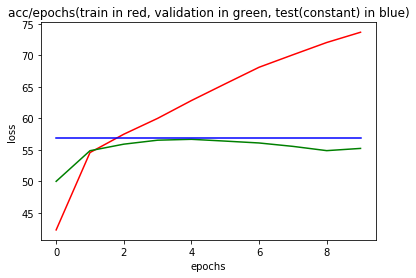 acc/epochs(train in red, validation in green, test(constant) in blue)
75
70
65
60
55
50
45
loss
0 2 4 6 8
epochs